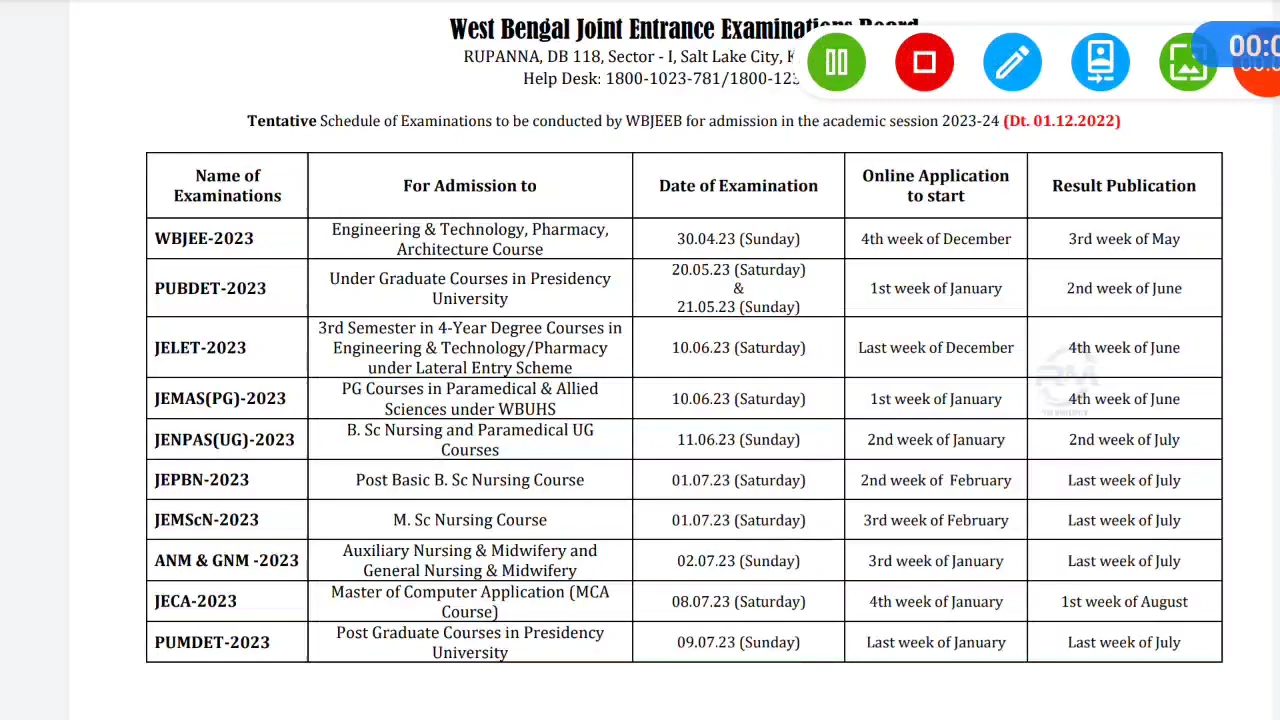 West Bengal Joint Entrance Examinations Board
RUPANNA, DB 118, Sector - I, Salt Lake City,
Help Desk: 1800-1023-781/1800-123
00:0
Tentative Schedule of Examinations to be conducted by WBJEEB for admission in the academic session 2023-24 (Dt. 01.12.2022)
Name of
Examinations
For Admission to
Date of Examination
Online Application
to start
Result Publication
WBJEE-2023
Engineering & Technology, Pharmacy,
Architecture Course
30.04.23 (Sunday)
4th week of December
3rd week of May
PUBDET-2023
Under Graduate Courses in Presidency
University
20.05.23 (Saturday)
&
21.05.23 (Sunday)
1st week of January
2nd week of June
JELET-2023
3rd Semester in 4-Year Degree Courses in
Engineering & Technology/Pharmacy
under Lateral Entry Scheme
10.06.23 (Saturday)
Last week of December
4th week of June
JEMAS(PG)-2023
PG Courses in Paramedical & Allied
Sciences under WBUHS
10.06.23 (Saturday)
1st week of January
4th week of June
RM
JENPAS(UG)-2023
B. Sc Nursing and Paramedical UG
Courses
11.06.23 (Sunday)
2nd week of January
2nd week of July
JEPBN-2023
Post Basic B. Sc Nursing Course
01.07.23 (Saturday)
2nd week of February
Last week of July
JEMScN-2023
M. Sc Nursing Course
01.07.23 (Saturday)
3rd week of February
Last week of July
ANM & GNM -2023
Auxiliary Nursing & Midwifery and
General Nursing & Midwifery
02.07.23 (Sunday)
3rd week of January
Last week of July
JECA-2023
Master of Computer Application (MCA
Course)
08.07.23 (Saturday)
4th week of January
1st week of August
PUMDET-2023
Post Graduate Courses in Presidency
University
09.07.23 (Sunday)
Last week of January
Last week of July